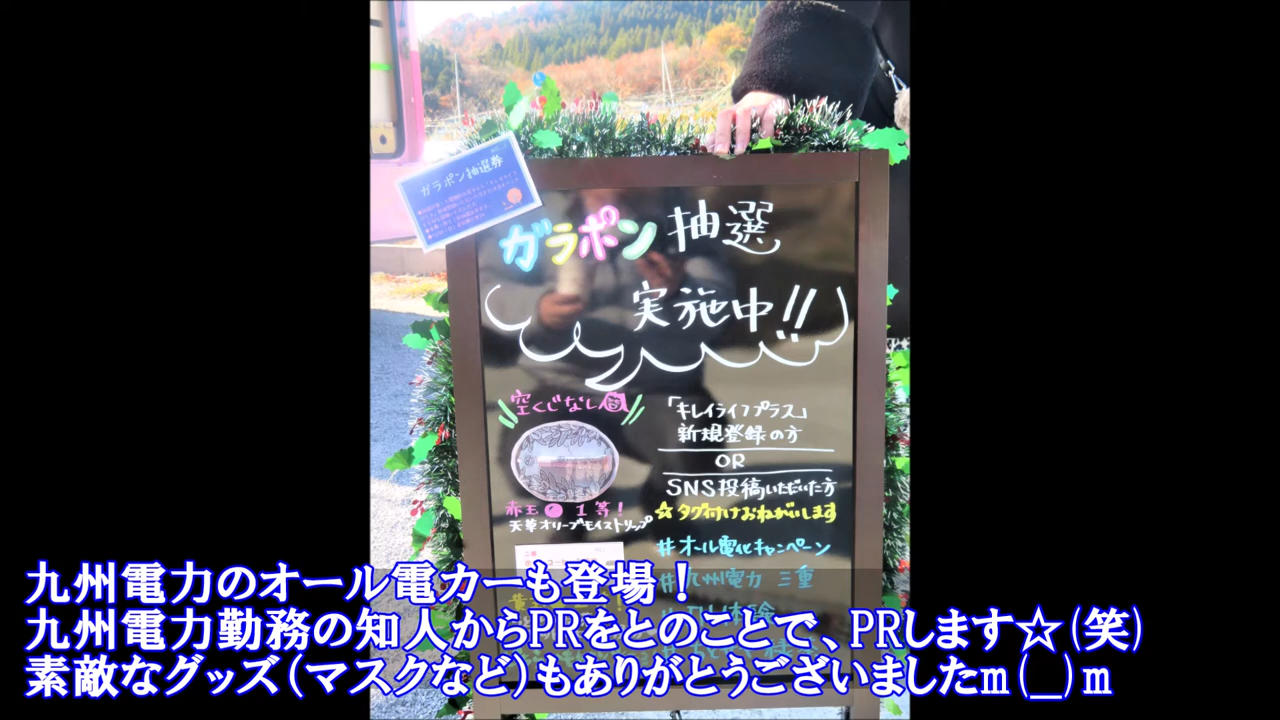 ガラポン抽選券
ガラポン抽選
実施中!!
空くじなし
赤玉 1等!
天草オリーブモイストリップ
「キレイライフプラス」
新規登録の方
OR
SNS投稿いただいた方
☆タグ付けおねがいします
#オール電化キャンペーン
#九州電力 三重
九州電力のオール電カーも登場!
九州電力勤務の知人からPRをとのことで、PRします☆(笑)
素敵なグッズ(マスクなど)もありがとうございましたm(_)m